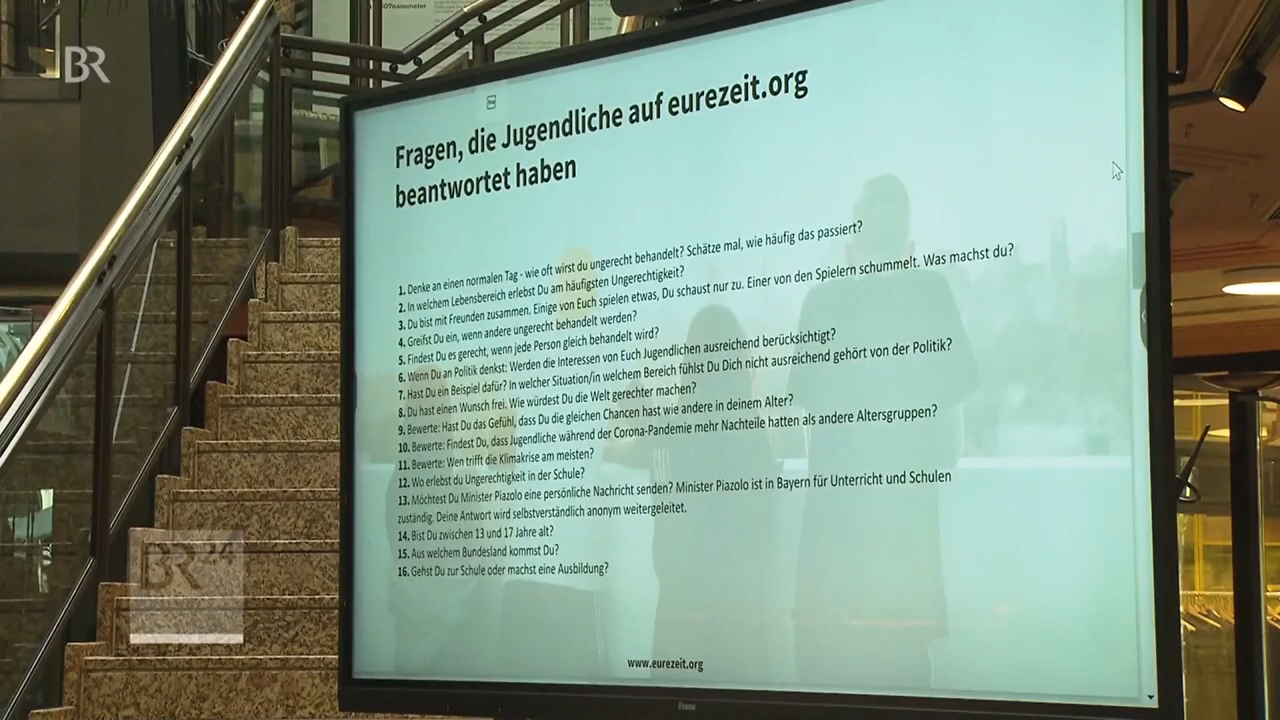 BR
07nanometer
Fragen, die Jugendliche auf eurezeit.org
beantwortet haben
1. Denke an einen normalen Tag - wie oft wirst du ungerecht behandelt? Schätze mal, wie häufig das passiert?
2. In welchem Lebensbereich erlebst Du am häufigsten Ungerechtigkeit?
3. Du bist mit Freunden zusammen. Einige von Euch spielen etwas, Du schaust nur zu. Einer von den Spielern schummelt. Was machst du?
4. Greifst Du ein, wenn andere ungerecht behandelt werden?
5. Findest Du es gerecht, wenn jede Person gleich behandelt wird?
6. Wenn Du an Politik denkst: Werden die Interessen von Euch Jugendlichen ausreichend berücksichtigt?
7. Hast Du ein Beispiel dafür? In welcher Situation/in welchem Bereich fühlst Du Dich nicht ausreichend gehört von der Politik?
8. Du hast einen Wunsch frei. Wie würdest Du die Welt gerechter machen?
9. Bewerte: Hast Du das Gefühl, dass Du die gleichen Chancen hast wie andere in deinem Alter?
10. Bewerte: Findest Du, dass Jugendliche während der Corona-Pandemie mehr Nachteile hatten als andere Altersgruppen?
11. Bewerte: Wen trifft die Klimakrise am meisten?
12. Wo erlebst du Ungerechtigkeit in der Schule?
13. Möchtest Du Minister Piazolo eine persönliche Nachricht senden? Minister Piazolo ist in Bayern für Unterricht und Schulen
zuständig. Deine Antwort wird selbstverständlich anonym weitergeleitet.
14. Bist Du zwischen 13 und 17 Jahre alt?
15. Aus welchem Bundesland kommst Du?
16. Gehst Du zur Schule oder machst eine Ausbildung?
www.eurezeit.org
BR24
iiyama